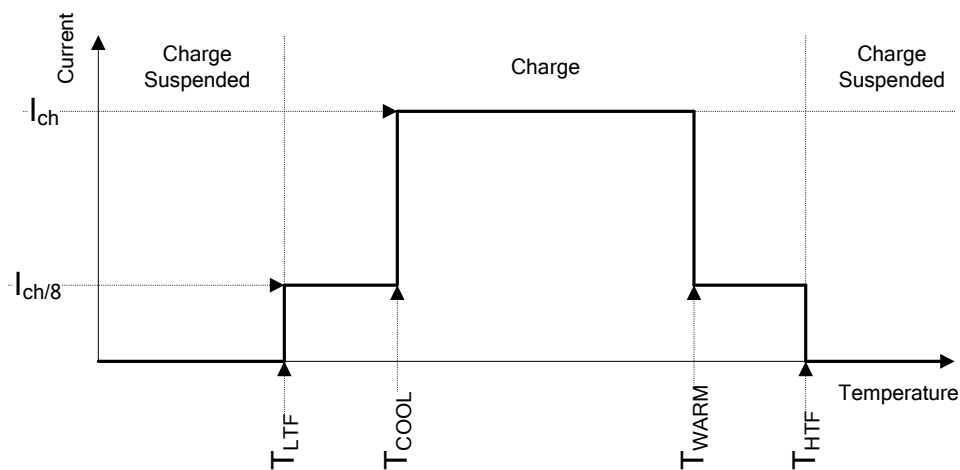 Current
Charge
Suspended
Charge
Charge
Suspended
Ich
Ich/8
Temperature
TLTF
TCOOL
TWARM
THTF